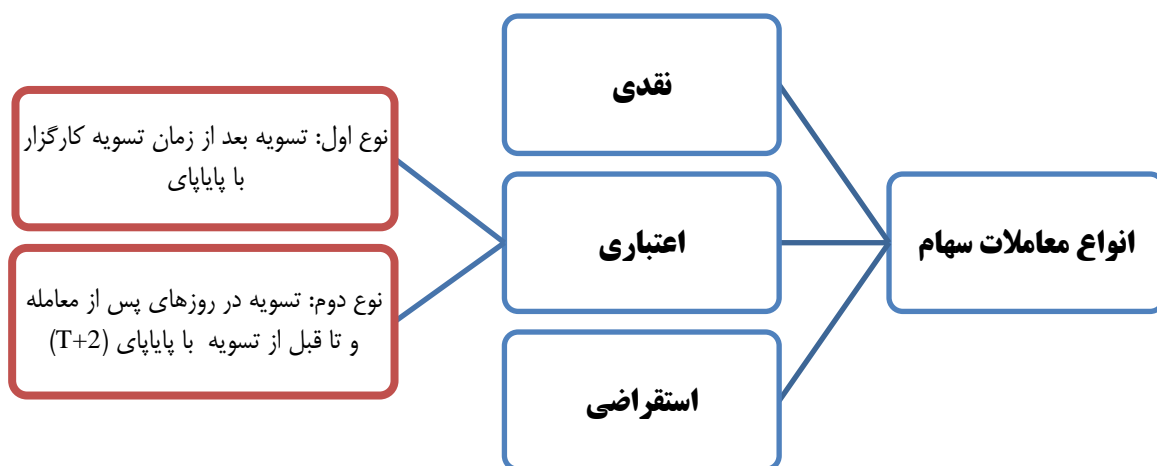 انواع معاملات سهام
نقدی
اعتباری
استقراضی
نوع اول: تسویه بعد از زمان تسویه کارگزار
با پایاپای
نوع دوم: تسویه در روزهای پس از معامله
و تا قبل از تسویه با پایاپای (T+2)